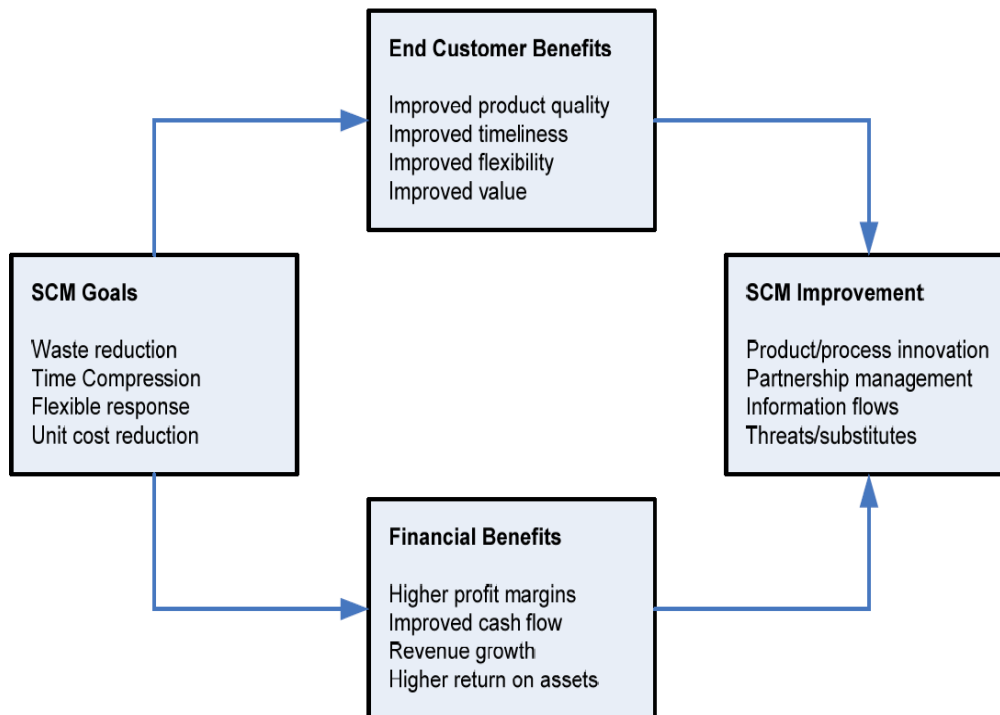 End Customer Benefits
Improved product quality
Improved timeliness
Improved flexibility
Improved value
SCM Goals
Waste reduction
Time Compression
Flexible response
Unit cost reduction
SCM Improvement
Product/process innovation
Partnership management
Information flows
Threats/substitutes
Financial Benefits
Higher profit margins
Improved cash flow
Revenue growth
Higher return on assets